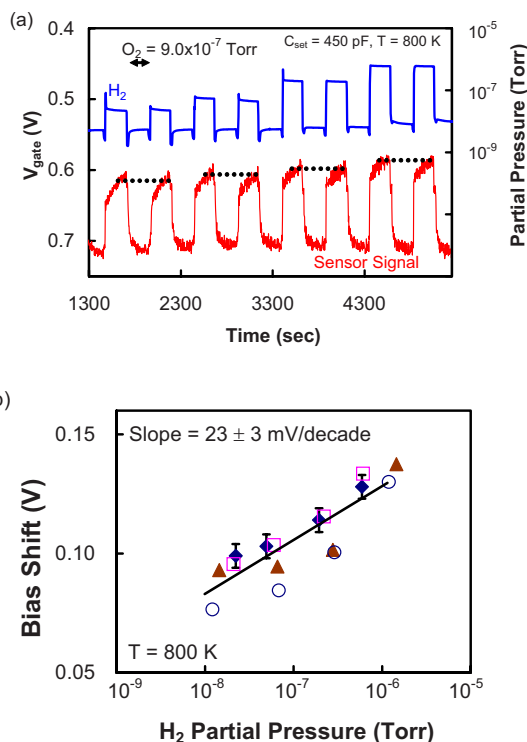 (a)
0.4
0.5
0.6
0.7
V_gate (V)
O₂ = 9.0x10⁻⁷ Torr
C_set = 450 pF, T = 800 K
H₂
Sensor Signal
10⁻⁵
10⁻⁶
10⁻⁹
Partial Pressure (Torr)
1300 2300 3300 4300
Time (sec)
)
0.15
0.10
0.05
Bias Shift (V)
Slope = 23 ± 3 mV/decade
T = 800 K
10⁻⁹ 10⁻⁸ 10⁻⁷ 10⁻⁶ 10⁻⁵
H₂ Partial Pressure (Torr)